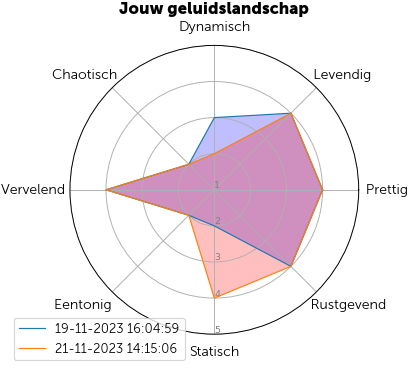 Jouw geluidslandschap
Dynamisch
Chaotisch
Levendig
Vervelend
1
Prettig
2
3
4
Eentonig
Rustgevend
5
Statisch
19-11-2023 16:04:59
21-11-2023 14:15:06